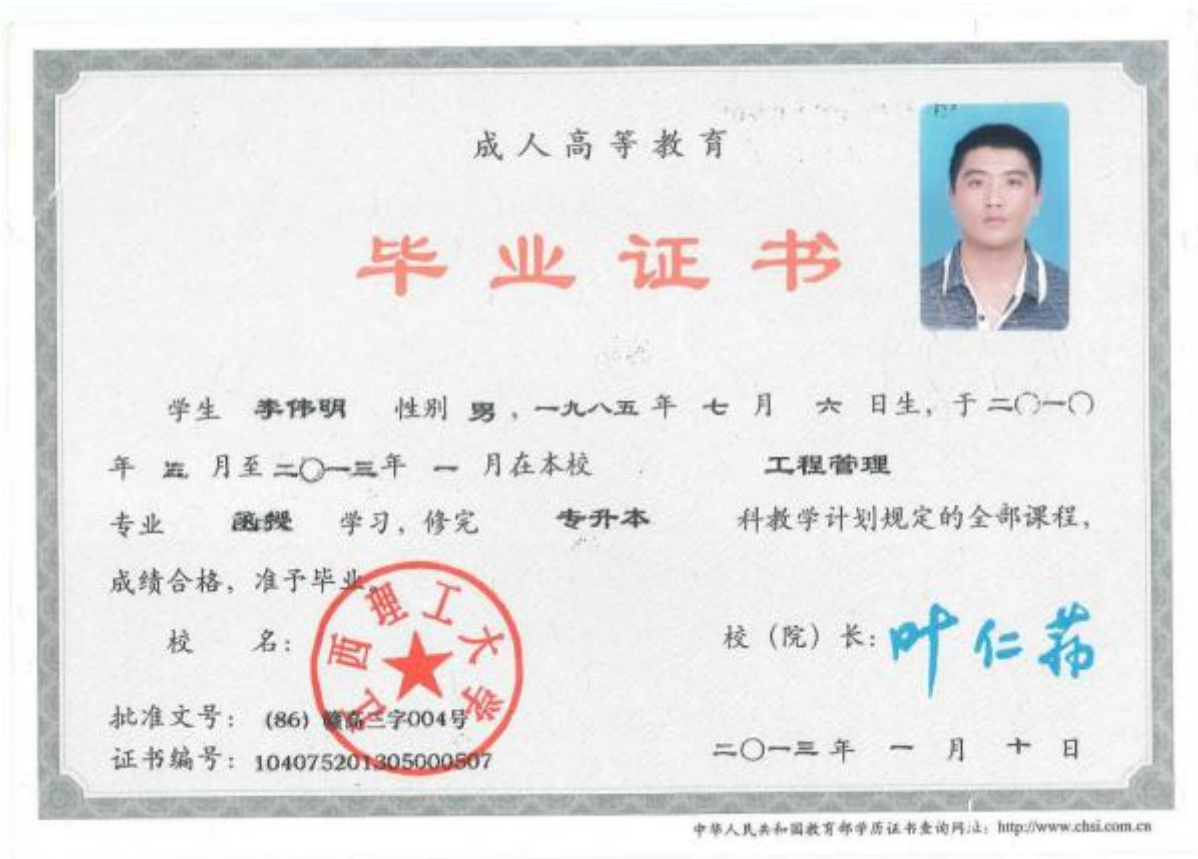 成人高等教育
毕业证书
学生 李伟明 性别 男，一九八五年 七 月 六 日生，于二〇一〇
年 五 月至二〇一三年 一 月在本校 工程管理
专业 函授 学习，修完 专升本 科教学计划规定的全部课程，
成绩合格，准予毕业。
校 名：
江西理工大学
校（院）长：叶仁荪
批准文号：(86)赣高三字004号
证书编号：104075201305000507
二〇一三年 一 月 十 日
中华人民共和国教育部学历证书查询网址：http://www.chsi.com.cn